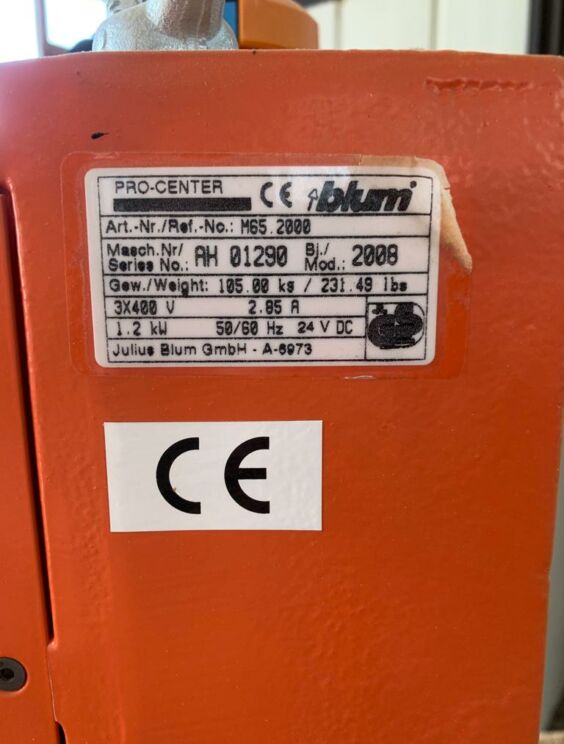 PRO-CENTER CE blum
Art.-Nr./Ref.-No.: M65.2000
Masch.Nr/ Series No.: AH 01290 Bj./ Mod.: 2008
Gew./Weight: 105.00 kg / 231.49 lbs
3X400 V 2.85 A
1.2 kW 50/60 Hz 24 V DC
Julius Blum GmbH - A-6973
CE